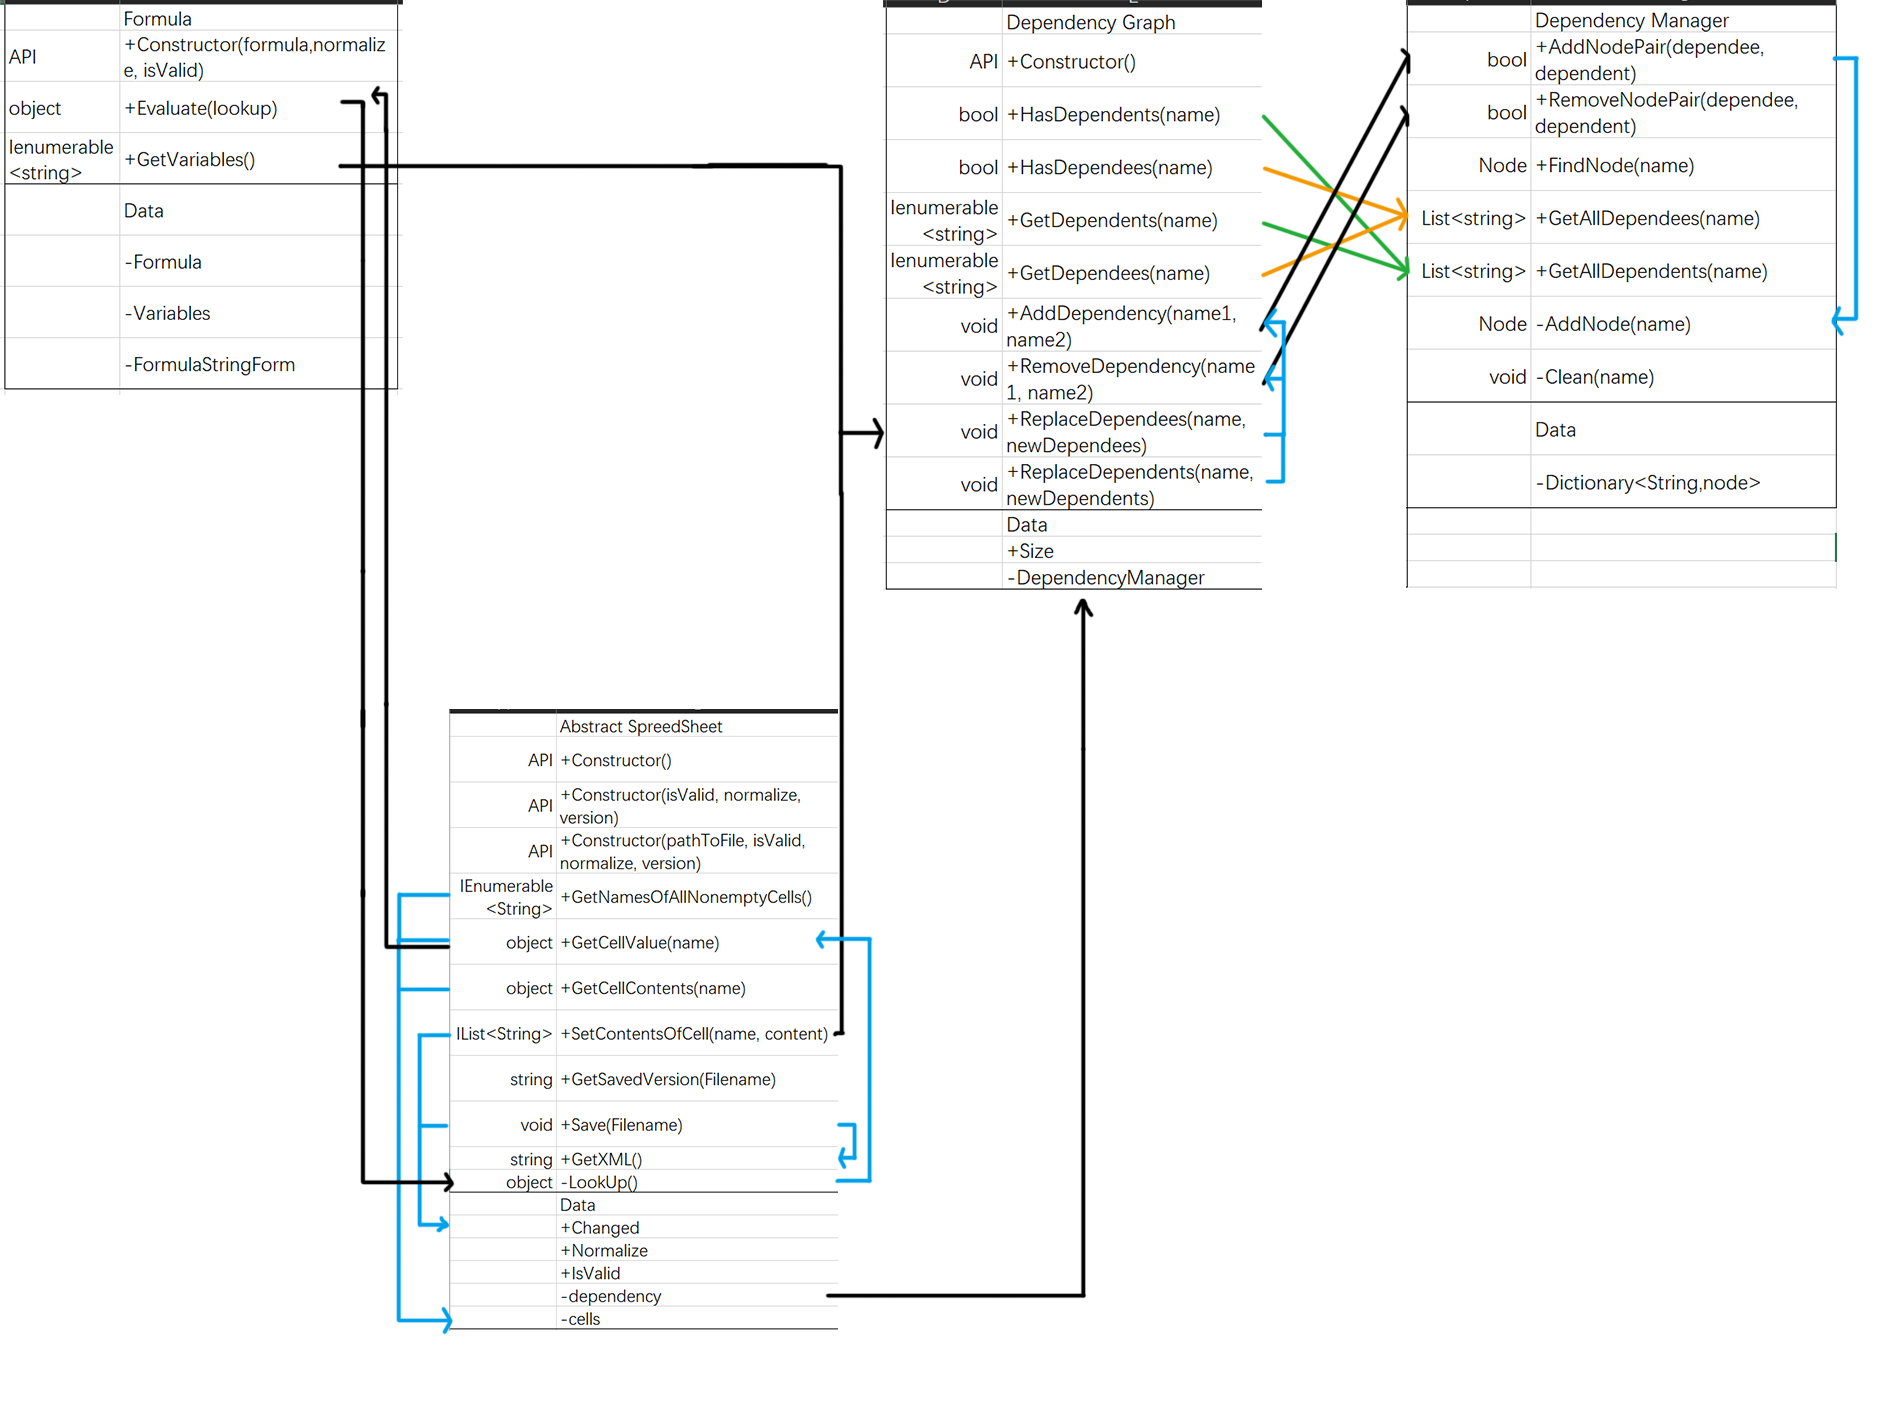 Formula
API
+Constructor(formula,normaliz
e, isValid)
object
+Evaluate(lookup)
Ienumerable
<string>
+GetVariables()
Data
-Formula
-Variables
-FormulaStringForm
Dependency Graph
API
+Constructor()
bool
+HasDependents(name)
bool
+HasDependees(name)
Ienumerable
<string>
+GetDependents(name)
Ienumerable
<string>
+GetDependees(name)
void
+AddDependency(name1,
name2)
void
+RemoveDependency(name
1, name2)
void
+ReplaceDependees(name,
newDependees)
void
+ReplaceDependents(name,
newDependents)
Data
+Size
-DependencyManager
Dependency Manager
bool
+AddNodePair(dependee,
dependent)
bool
+RemoveNodePair(dependee,
dependent)
Node
+FindNode(name)
List<string>
+GetAllDependees(name)
List<string>
+GetAllDependents(name)
Node
-AddNode(name)
void
-Clean(name)
Data
-Dictionary<String,node>
Abstract SpreedSheet
API
+Constructor()
API
+Constructor(isValid, normalize,
version)
API
+Constructor(pathToFile, isValid,
normalize, version)
IEnumerable
<String>
+GetNamesOfAllNonemptyCells()
object
+GetCellValue(name)
object
+GetCellContents(name)
IList<String>
+SetContentsOfCell(name, content)
string
+GetSavedVersion(Filename)
void
+Save(Filename)
string
+GetXML()
object
-LookUp()
Data
+Changed
+Normalize
+IsValid
-dependency
-cells